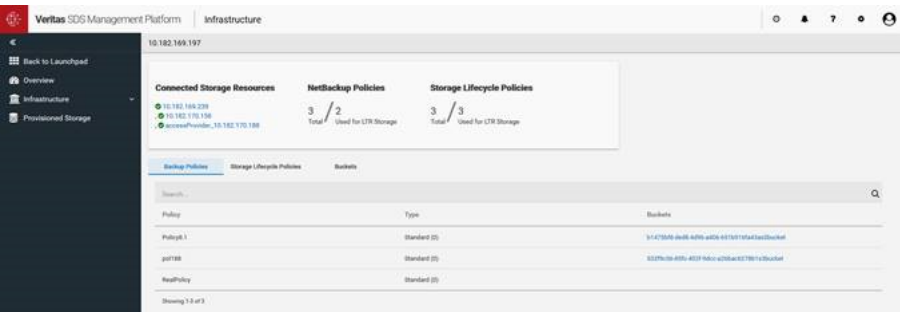 Veritas SDS Management Platform Infrastructure ?
10.182.169.197
Back to Launchpad
Overview
Infrastructure
Provisioned Storage
Connected Storage Resources NetBackup Policies Storage Lifecycle Policies
10.182.169.239
, 10.182.170.158
, accessProvider_10.182.170.188
3 / 2
Total Used for LTR Storage
3 / 3
Total Used for LTR Storage
Backup Policies Storage Lifecycle Policies Buckets
Search...
Policy Type Buckets
Policy8.1 Standard (0)
pol188 Standard (0)
RealPolicy Standard (0)
Showing 1-3 of 3